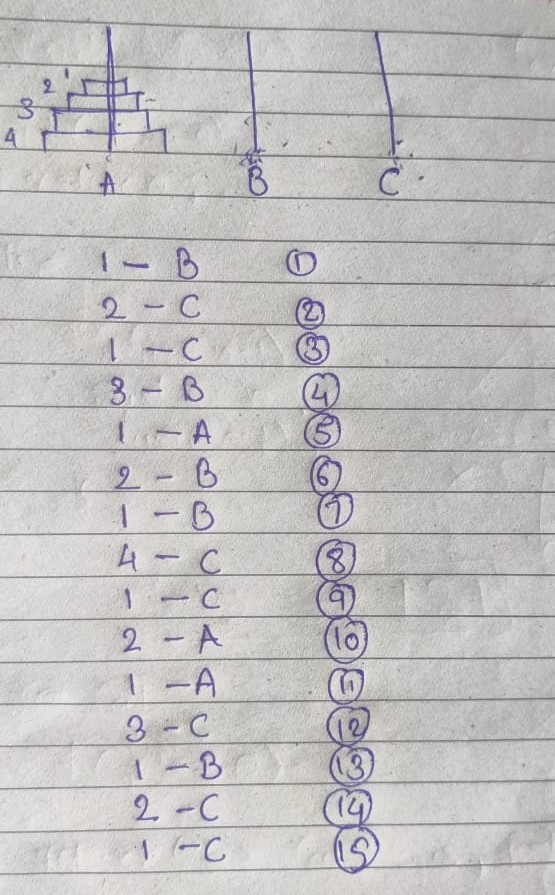 1
2
3
4
A B C
1 - B ①
2 - C ②
1 - C ③
3 - B ④
1 - A ⑤
2 - B ⑥
1 - B ⑦
4 - C ⑧
1 - C ⑨
2 - A ⑩
1 - A ⑪
3 - C ⑫
1 - B ⑬
2 - C ⑭
1 - C ⑮